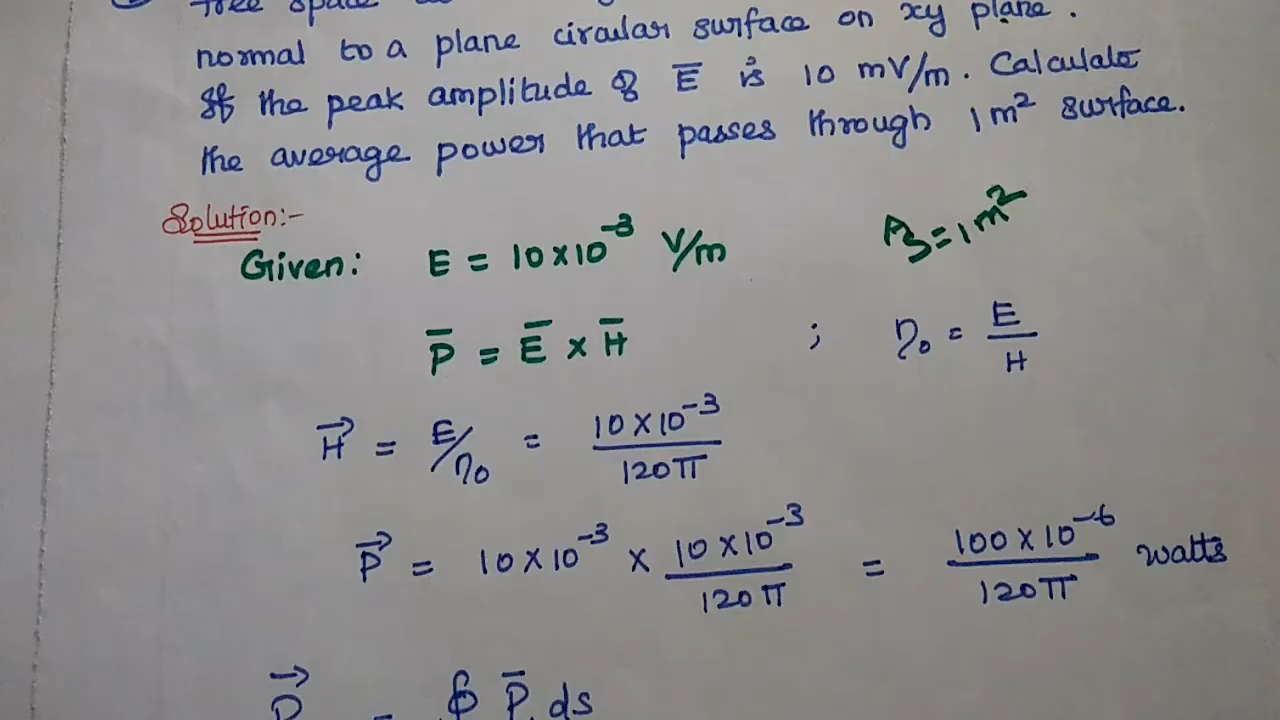 free space
normal to a plane circular surface on xy plane.
If the peak amplitude of E̅ is 10 mV/m. Calculate
the average power that passes through 1m² surface.
Solution:-
Given: E = 10×10⁻³ V/m
= 1m²
P̅ = E̅ × H̅ ; η₀ = E/H
H⃗ = E/η₀ = 10×10⁻³/120π
P⃗ = 10×10⁻³ × 10×10⁻³/120π = 100×10⁻⁶/120π watts
∮ P̅. ds